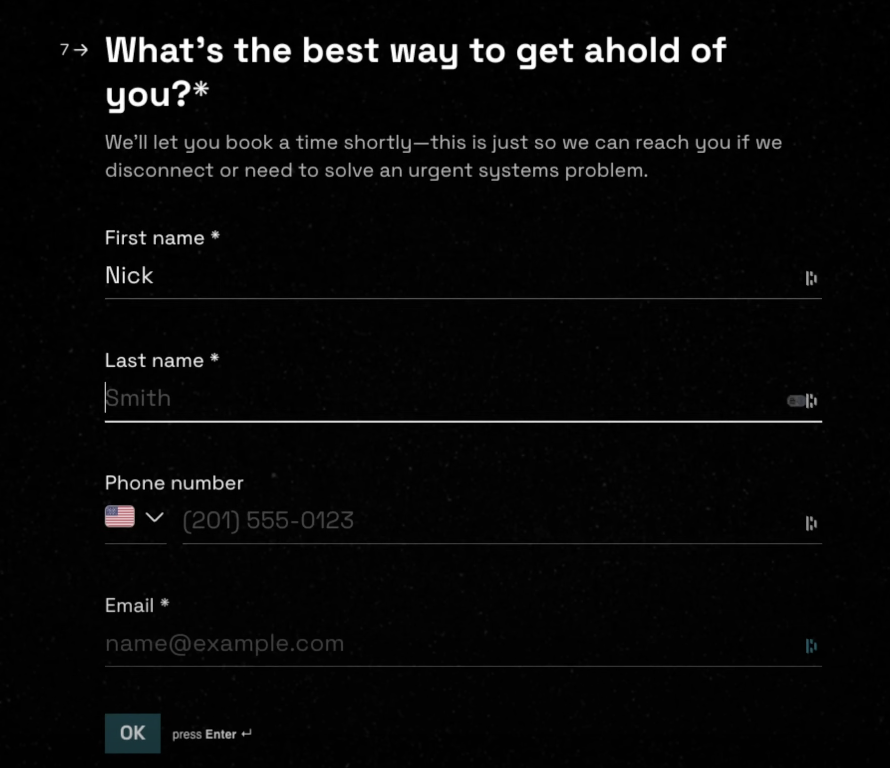 7→ What's the best way to get ahold of
you?*
We'll let you book a time shortly—this is just so we can reach you if we
disconnect or need to solve an urgent systems problem.
First name *
Nick
Last name *
Smith
Phone number
(201) 555-0123
Email *
name@example.com
OK press Enter ↵